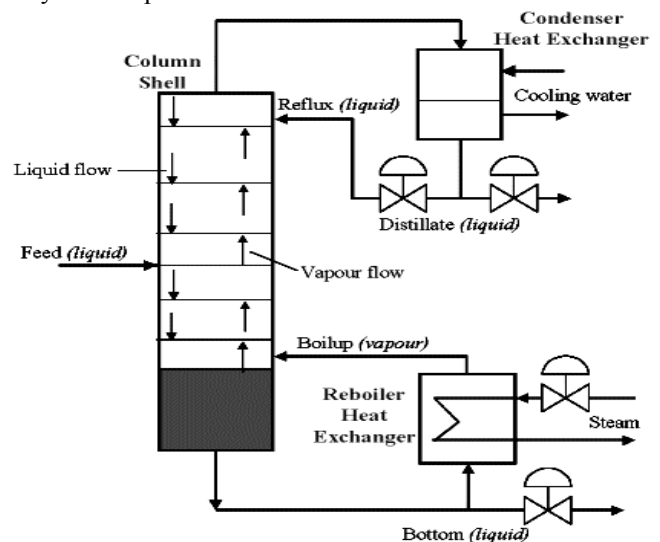 Condenser
Heat Exchanger
Column
Shell
Reflux (liquid)
Cooling water
Liquid flow
Distillate (liquid)
Feed (liquid)
Vapour flow
Boilup (vapour)
Reboiler
Heat
Exchanger
Steam
Bottom (liquid)